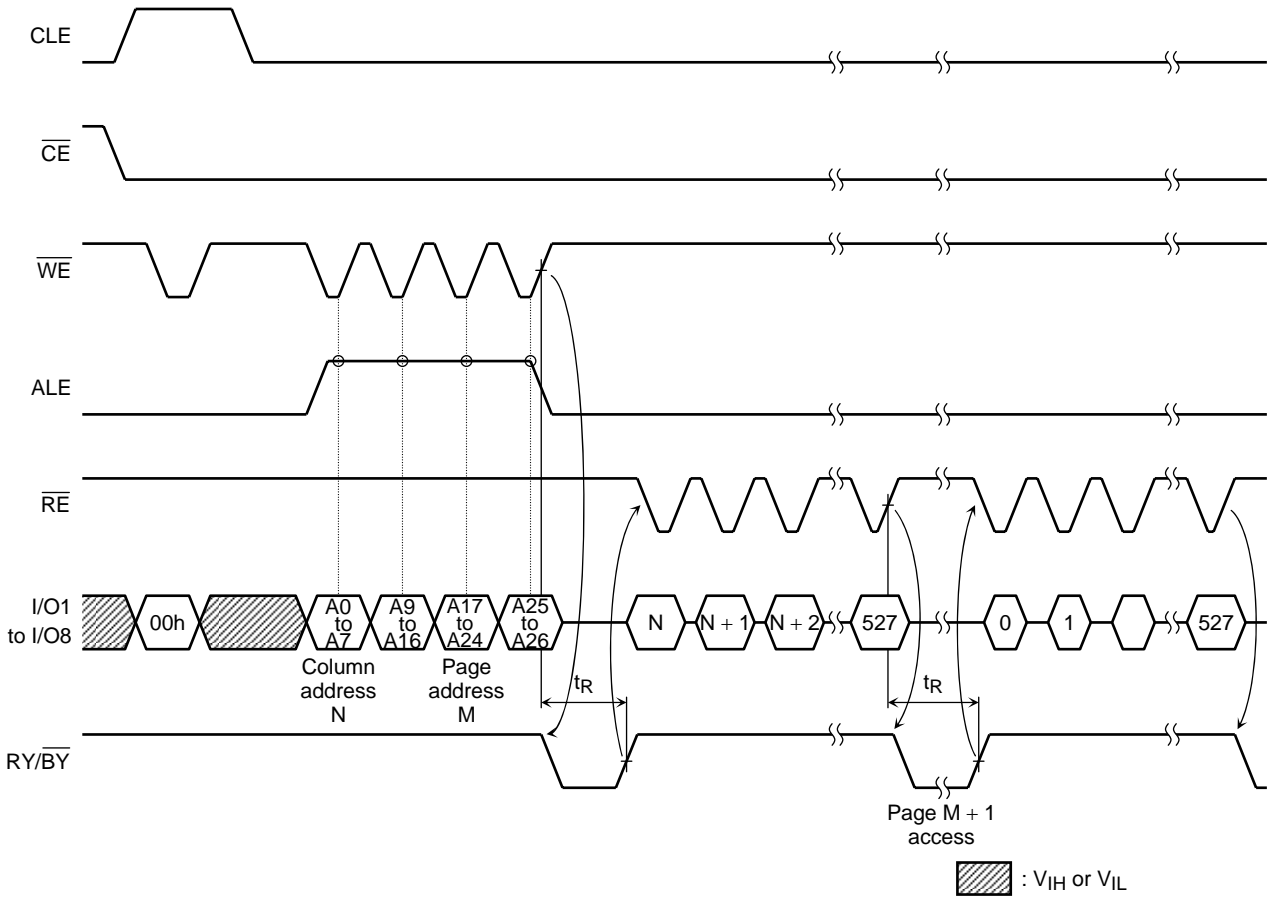 CLE
CE
WE
ALE
RE
I/O1
to I/O8
00h
A0
to
A7
A9
to
A16
A17
to
A24
A25
to
A26
N
N + 1
N + 2
527
0
1
527
Column
address
N
Page
address
M
tR
tR
RY/BY
Page M + 1
access
: VIH or VIL